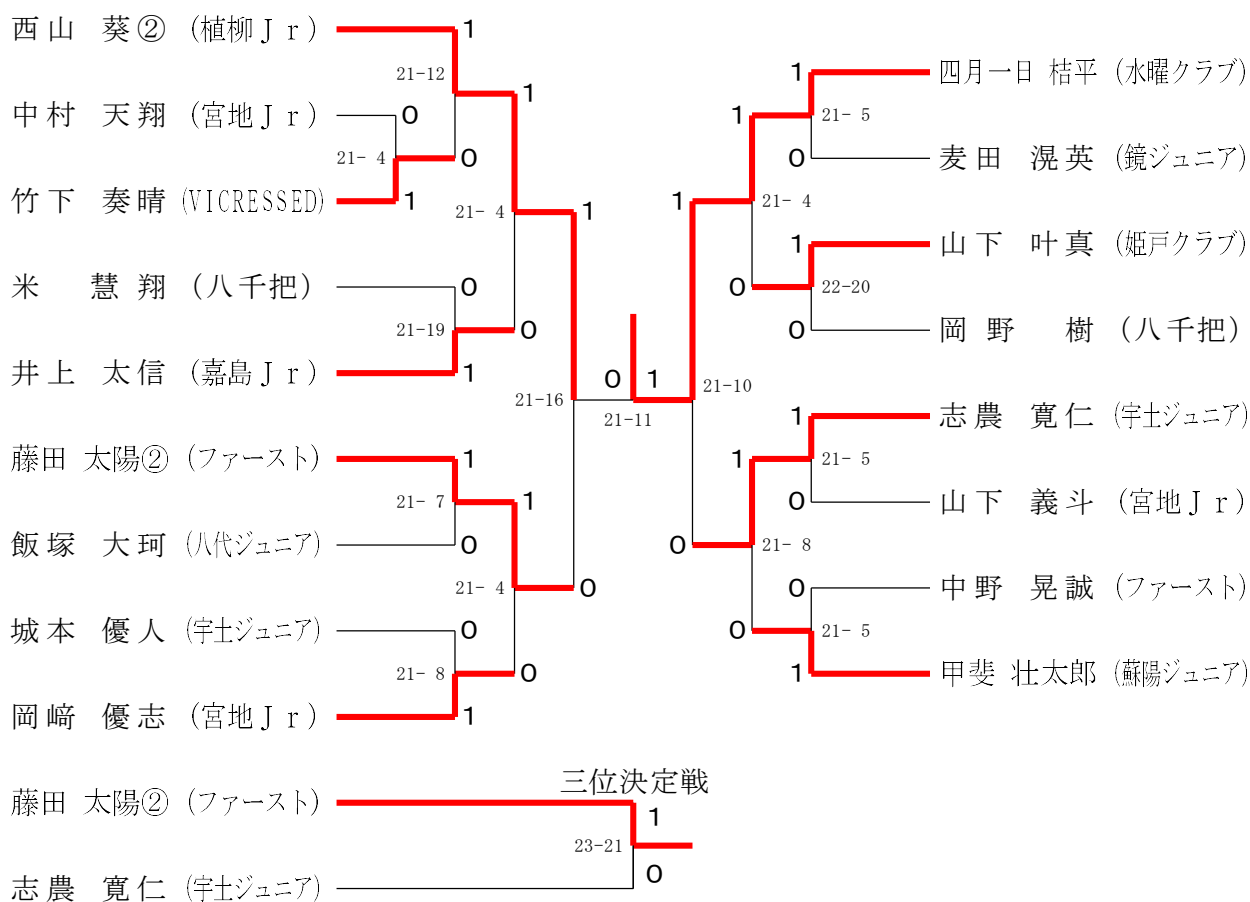 西山 葵② (植柳Ｊｒ)
1
21-12
1
中村 天翔 (宮地Ｊｒ)
0
21- 4
0
竹下 奏晴 (VICRESSED)
1
21- 4
1
米 慧翔 (八千把)
0
21-19
0
井上 太信 (嘉島Ｊｒ)
1
21-16
藤田 太陽② (ファースト)
1
21- 7
1
飯塚 大珂 (八代ジュニア)
0
21- 4
0
城本 優人 (宇土ジュニア)
0
21- 8
0
岡﨑 優志 (宮地Ｊｒ)
1
0 1
21-11
1
四月一日 桔平 (水曜クラブ)
1
21- 5
0
麦田 滉英 (鏡ジュニア)
1
21- 4
1
山下 叶真 (姫戸クラブ)
0
22-20
0
岡野 樹 (八千把)
21-10
1
志農 寛仁 (宇土ジュニア)
1
21- 5
0
山下 義斗 (宮地Ｊｒ)
0
21- 8
0
中野 晃誠 (ファースト)
0
21- 5
1
甲斐 壮太郎 (蘇陽ジュニア)
三位決定戦
藤田 太陽② (ファースト)
1
23-21
0
志農 寛仁 (宇土ジュニア)